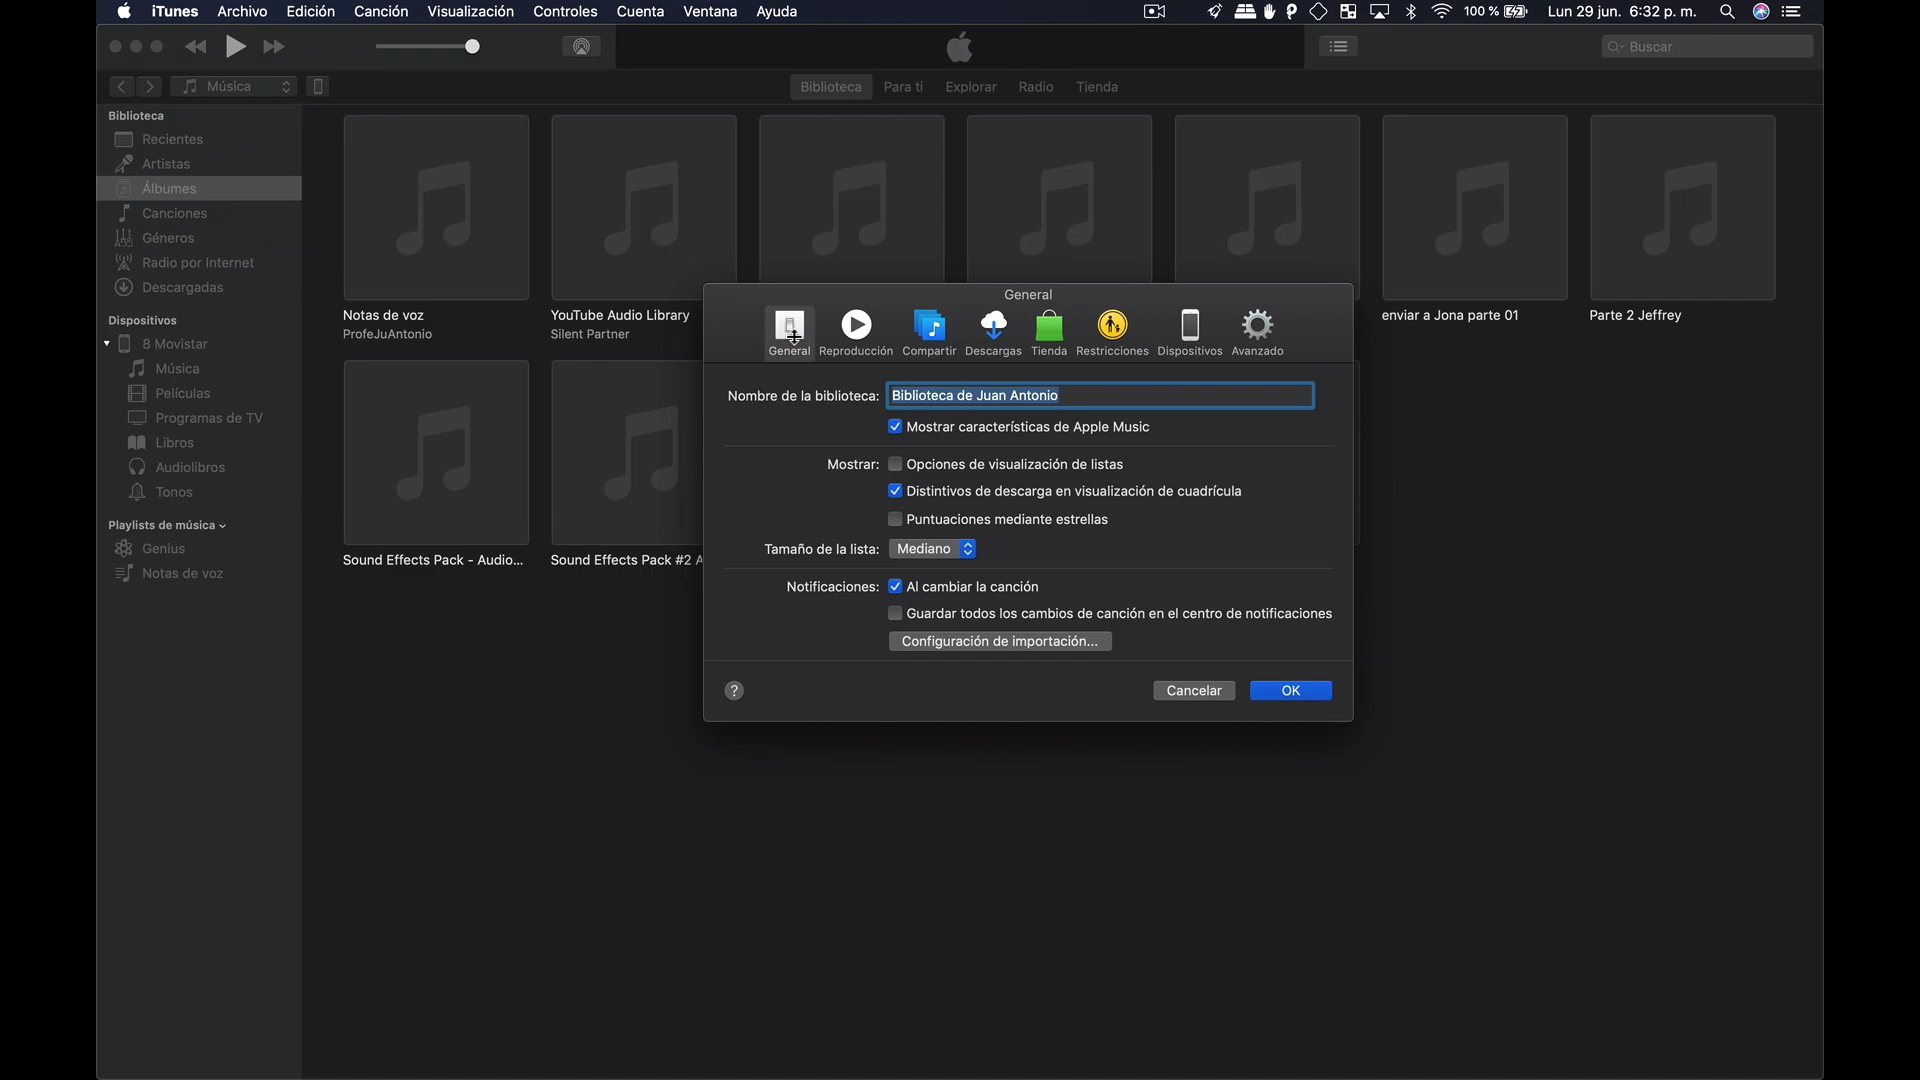 iTunes Archivo Edición Canción Visualización Controles Cuenta Ventana Ayuda 100 % Lun 29 jun. 6:32 p. m.
Buscar
Música
Biblioteca Para ti Explorar Radio Tienda
Biblioteca
Recientes
Artistas
Álbumes
Canciones
Géneros
Radio por Internet
Descargadas
Dispositivos
8 Movistar
Música
Películas
Programas de TV
Libros
Audiolibros
Tonos
Playlists de música
Genius
Notas de voz
Notas de voz
ProfeJuAntonio
YouTube Audio Library
Silent Partner
enviar a Jona parte 01
Parte 2 Jeffrey
Sound Effects Pack - Audio...
Sound Effects Pack #2 A
General
General Reproducción Compartir Descargas Tienda Restricciones Dispositivos Avanzado
Nombre de la biblioteca: Biblioteca de Juan Antonio
Mostrar características de Apple Music
Mostrar: Opciones de visualización de listas
Distintivos de descarga en visualización de cuadrícula
Puntuaciones mediante estrellas
Tamaño de la lista: Mediano
Notificaciones: Al cambiar la canción
Guardar todos los cambios de canción en el centro de notificaciones
Configuración de importación...
? Cancelar OK